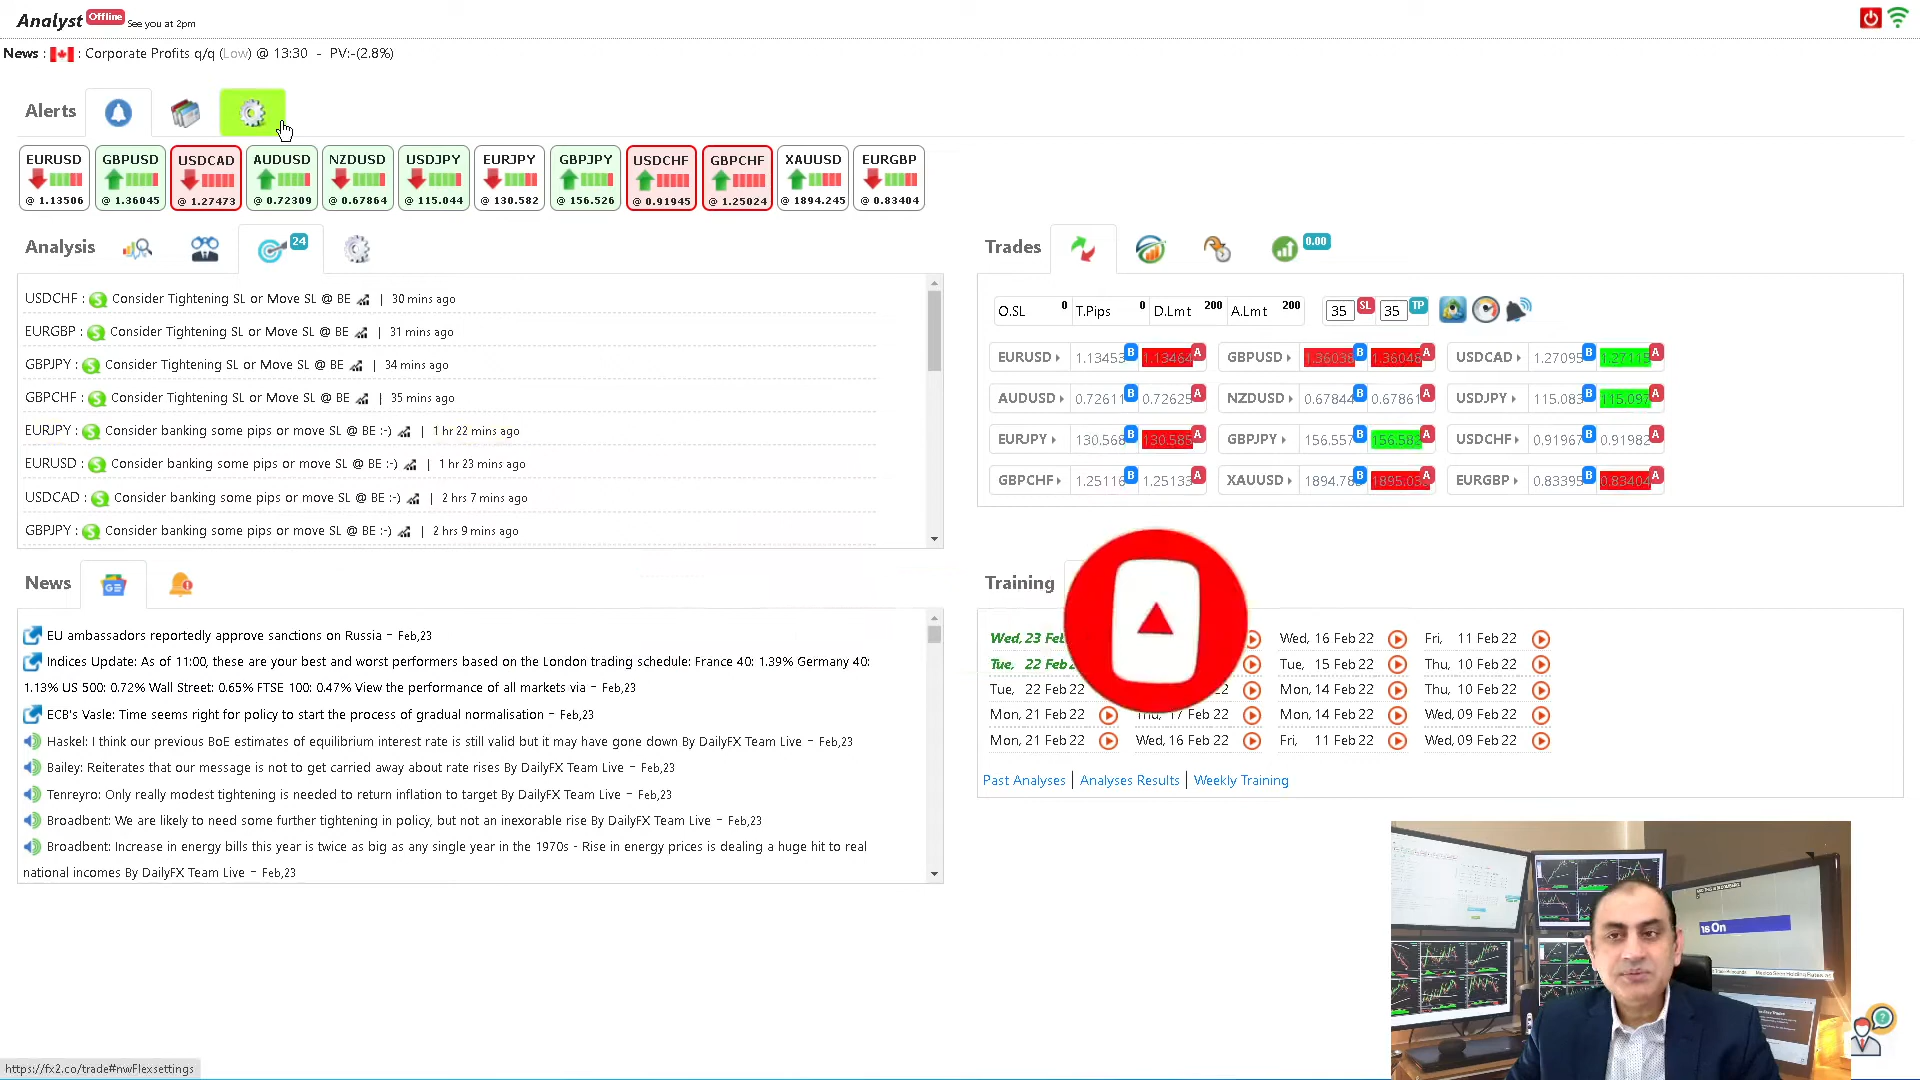 Analyst Offline See you at 2pm
News : : Corporate Profits q/q (Low) @ 13:30 - PV:-(2.8%)
Alerts
EURUSD GBPUSD USDCAD AUDUSD NZDUSD USDJPY EURJPY GBPJPY USDCHF GBPCHF XAUUSD EURGBP
@ 1.13506 @ 1.36045 @ 1.27473 @ 0.72309 @ 0.67864 @ 115.044 @ 130.582 @ 156.526 @ 0.91945 @ 1.25024 @ 1894.245 @ 0.83404
Analysis 24
USDCHF : Consider Tightening SL or Move SL @ BE | 30 mins ago
EURGBP : Consider Tightening SL or Move SL @ BE | 31 mins ago
GBPJPY : Consider Tightening SL or Move SL @ BE | 34 mins ago
GBPCHF : Consider Tightening SL or Move SL @ BE | 35 mins ago
EURJPY : Consider banking some pips or move SL @ BE :-) | 1 hr 22 mins ago
EURUSD : Consider banking some pips or move SL @ BE :-) | 1 hr 23 mins ago
USDCAD : Consider banking some pips or move SL @ BE :-) | 2 hrs 7 mins ago
GBPJPY : Consider banking some pips or move SL @ BE :-) | 2 hrs 9 mins ago
Trades 0.00
O.SL 0 T.Pips 0 D.Lmt 200 A.Lmt 200 35 SL 35 TP
EURUSD 1.13453 B 1.13464 A GBPUSD 1.36038 B 1.36048 A USDCAD 1.27095 B 1.27115 A
AUDUSD 0.72611 B 0.72625 A NZDUSD 0.67844 B 0.67861 A USDJPY 115.083 B 115.097 A
EURJPY 130.568 B 130.585 A GBPJPY 156.557 B 156.582 A USDCHF 0.91967 B 0.91982 A
GBPCHF 1.25116 B 1.25133 A XAUUSD B A EURGBP 0.83395 B 0.83404 A
News
EU ambassadors reportedly approve sanctions on Russia - Feb,23
Indices Update: As of 11:00, these are your best and worst performers based on the London trading schedule: France 40: 1.39% Germany 40:
1.13% US 500: 0.72% Wall Street: 0.65% FTSE 100: 0.47% View the performance of all markets via - Feb,23
ECB's Vasle: Time seems right for policy to start the process of gradual normalisation - Feb,23
Haskel: I think our previous BoE estimates of equilibrium interest rate is still valid but it may have gone down By DailyFX Team Live - Feb,23
Bailey: Reiterates that our message is not to get carried away about rate rises By DailyFX Team Live - Feb,23
Tenreyro: Only really modest tightening is needed to return inflation to target By DailyFX Team Live - Feb,23
Broadbent: We are likely to need some further tightening in policy, but not an inexorable rise By DailyFX Team Live - Feb,23
Broadbent: Increase in energy bills this year is twice as big as any single year in the 1970s - Rise in energy prices is dealing a huge hit to real
national incomes By DailyFX Team Live - Feb,23
Training
Wed, 23 Feb Wed, 16 Feb 22 Fri, 11 Feb 22
Tue, 22 Feb Tue, 15 Feb 22 Thu, 10 Feb 22
Tue, 22 Feb 22 Mon, 14 Feb 22 Thu, 10 Feb 22
Mon, 21 Feb 22 Thu, 17 Feb 22 Mon, 14 Feb 22 Wed, 09 Feb 22
Mon, 21 Feb 22 Wed, 16 Feb 22 Fri, 11 Feb 22 Wed, 09 Feb 22
Past Analyses | Analyses Results | Weekly Training
18 On
https://fx2.co/trade#nwFlexsettings